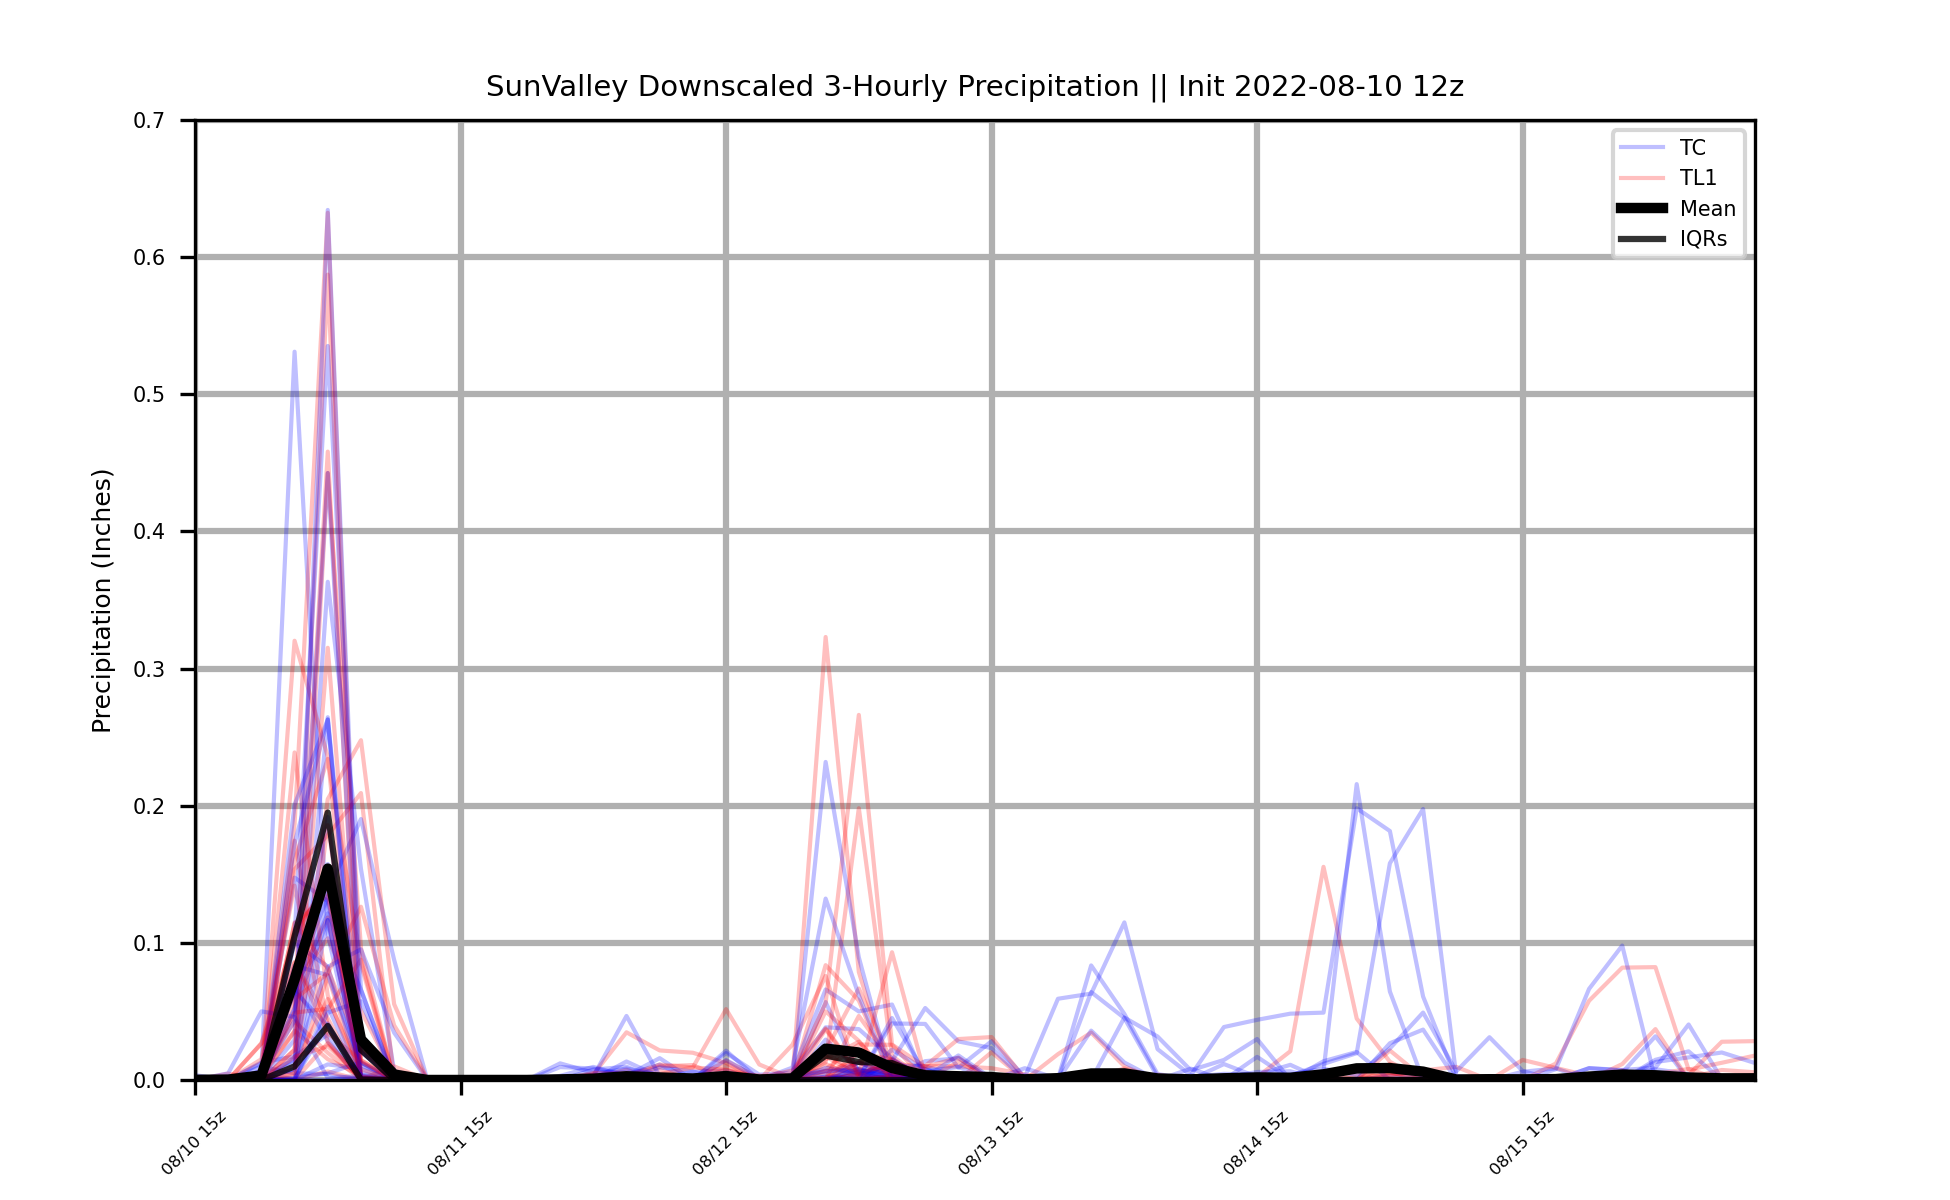 SunValley Downscaled 3-Hourly Precipitation || Init 2022-08-10 12z
Precipitation (Inches)
0.7
0.6
0.5
0.4
0.3
0.2
0.1
0.0
TC
TL1
Mean
IQRs
08/10 15z
08/11 15z
08/12 15z
08/13 15z
08/14 15z
08/15 15z